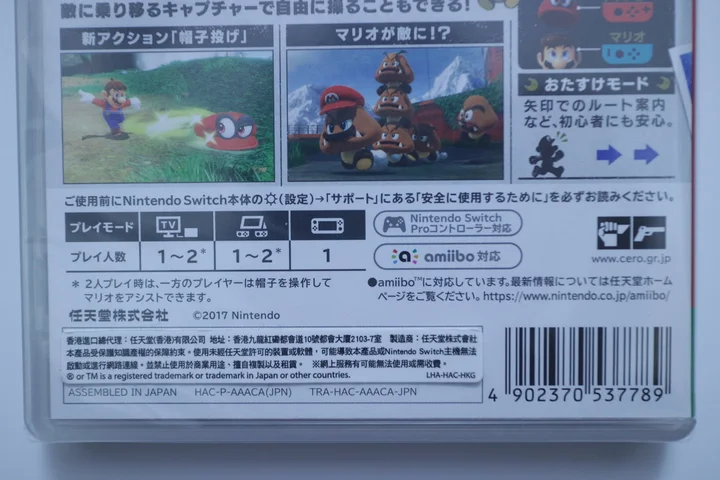 敵に乗り移るキャプチャーで自由に操ることもできる!
新アクション「帽子投げ」
マリオが敵に!?
マリオ
おたすけモード
矢印でのルート案内
など、初心者にも安心。
ご使用前にNintendo Switch本体の(設定)→「サポート」にある「安全に使用するために」を必ずお読みください。
プレイモード
TV
プレイ人数
1～2*
1～2*
1
Nintendo Switch
Proコントローラー対応
amiibo 対応
www.cero.gr.jp
* 2人プレイ時は、一方のプレイヤーは帽子を操作して
マリオをアシストできます。
●amiibo™に対応しています。最新情報については任天堂ホーム
ページをご覧ください。https://www.nintendo.co.jp/amiibo/
任天堂株式会社 ©2017 Nintendo
香港進口總代理：任天堂(香港)有限公司 地址：香港九龍紅磡都會道10號都會大廈2103-7室 製造商：任天堂株式会社
本產品受保護知識產權的保障約束。使用未經任天堂許可的裝置或軟體，可能導致本產品或Nintendo Switch主機無法
啟動或進行網路連線。並禁止使用於商業用途、擅自複製以及租賃。 ※網上服務有可能無法使用或需收費。
® or TM is a registered trademark or trademark in Japan or other countries. LHA-HAC-HKG
ASSEMBLED IN JAPAN HAC-P-AAACA(JPN) TRA-HAC-AAACA-JPN
4 902370 537789